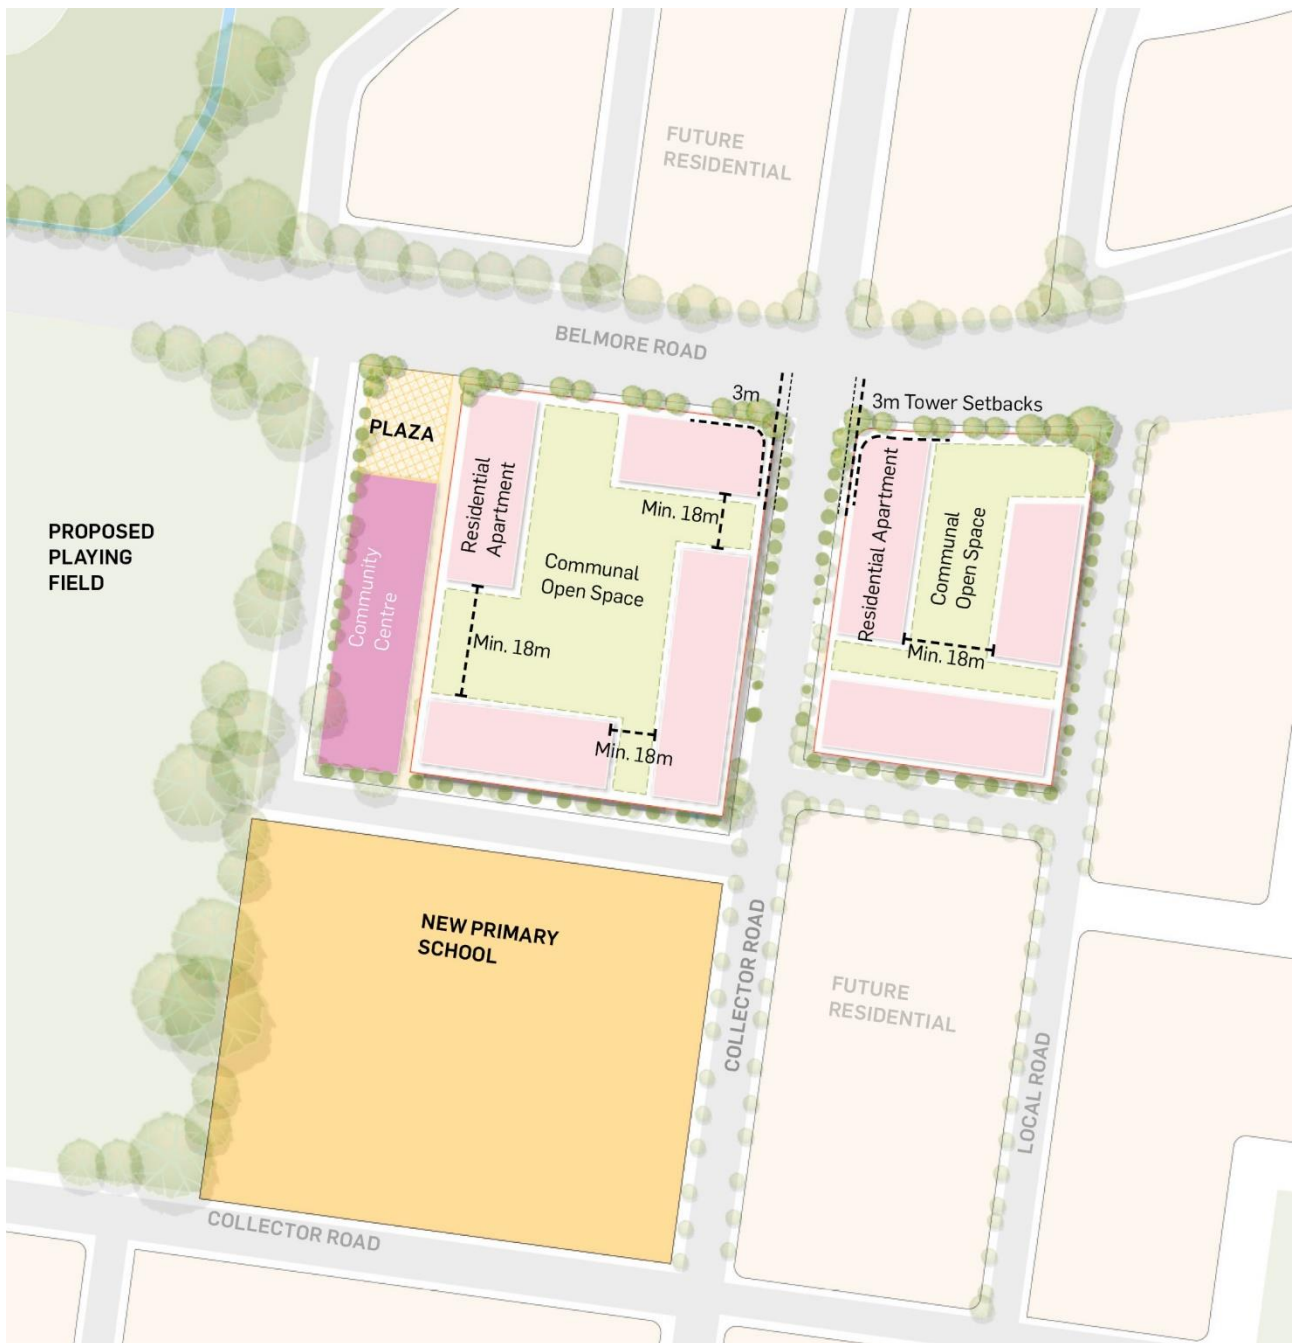 FUTURE
RESIDENTIAL
BELMORE ROAD
3m
3m Tower Setbacks
PLAZA
Residential
Apartment
Min. 18m
Residential Apartment
Communal
Open Space
PROPOSED
PLAYING
FIELD
Communal
Open Space
Community
Centre
Min. 18m
Min. 18m
Min. 18m
NEW PRIMARY
SCHOOL
COLLECTOR ROAD
FUTURE
RESIDENTIAL
LOCAL ROAD
COLLECTOR ROAD